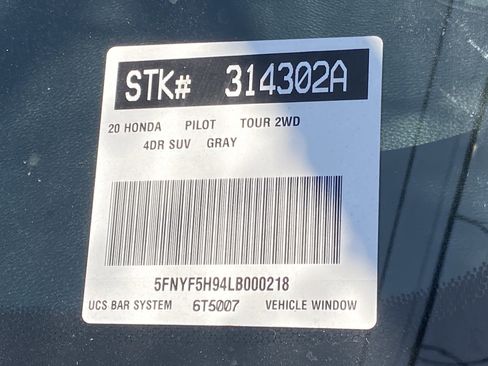 STK# 314302A
20 HONDA PILOT TOUR 2WD
4DR SUV GRAY
5FNYF5H94LB000218
UCS BAR SYSTEM 6T5007 VEHICLE WINDOW